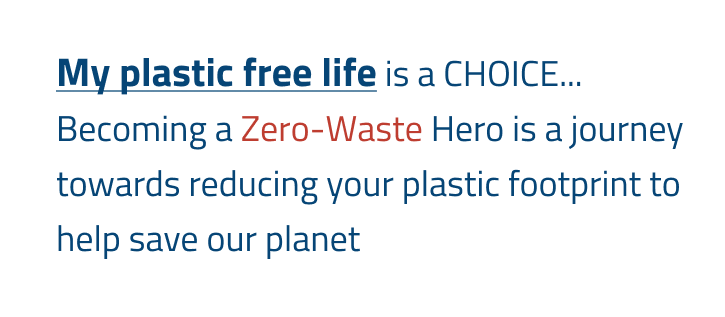 My plastic free life is a CHOICE...
Becoming a Zero-Waste Hero is a journey
towards reducing your plastic footprint to
help save our planet